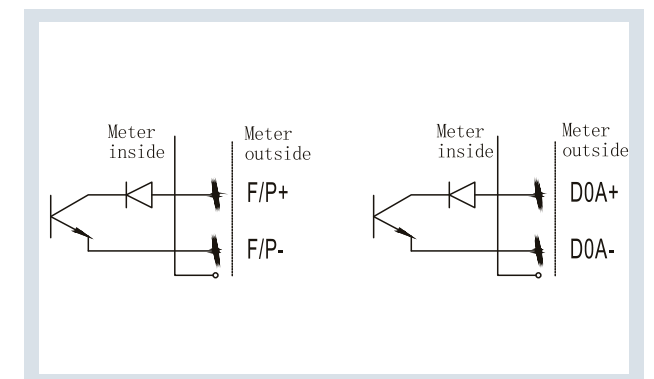 Meter
inside
Meter
outside
F/P+
F/P-
Meter
inside
Meter
outside
D0A+
D0A-